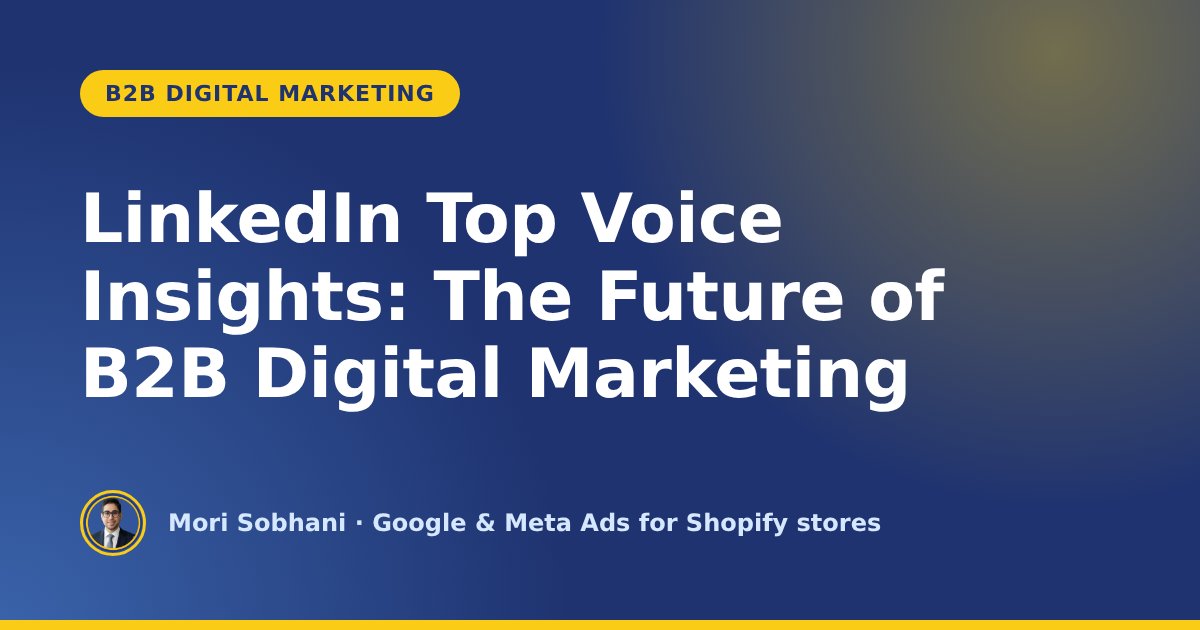 B2B DIGITAL MARKETING
LinkedIn Top Voice
Insights: The Future of
B2B Digital Marketing
Mori Sobhani · Google & Meta Ads for Shopify stores